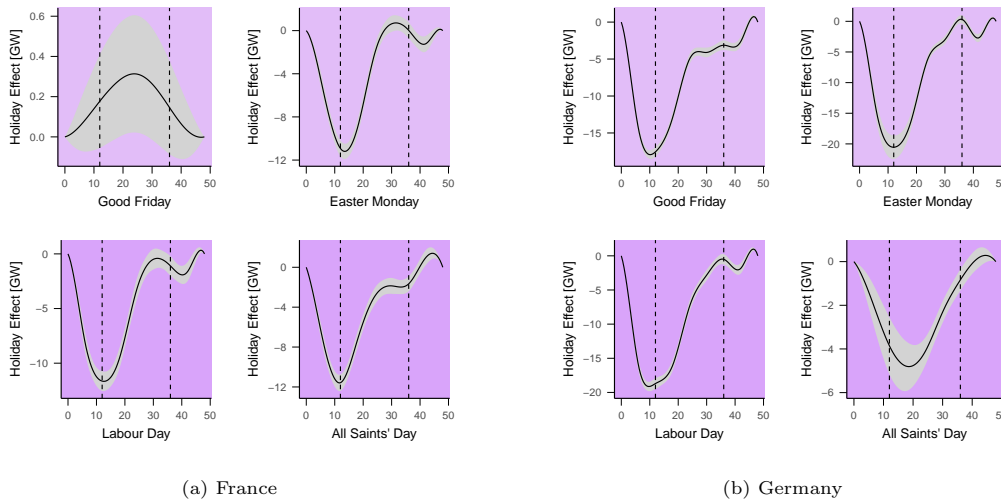 Holiday Effect [GW]
0.6
0.4
0.2
0.0
0 10 20 30 40 50
Good Friday
Holiday Effect [GW]
0
−4
−8
−12
0 10 20 30 40 50
Easter Monday
Holiday Effect [GW]
0
−5
−10
−15
0 10 20 30 40 50
Good Friday
Holiday Effect [GW]
0
−5
−10
−15
−20
0 10 20 30 40 50
Easter Monday
Holiday Effect [GW]
0
−5
−10
0 10 20 30 40 50
Labour Day
Holiday Effect [GW]
0
−4
−8
−12
0 10 20 30 40 50
All Saints' Day
Holiday Effect [GW]
0
−5
−10
−15
−20
0 10 20 30 40 50
Labour Day
Holiday Effect [GW]
0
−2
−4
−6
0 10 20 30 40 50
All Saints' Day
(a) France
(b) Germany